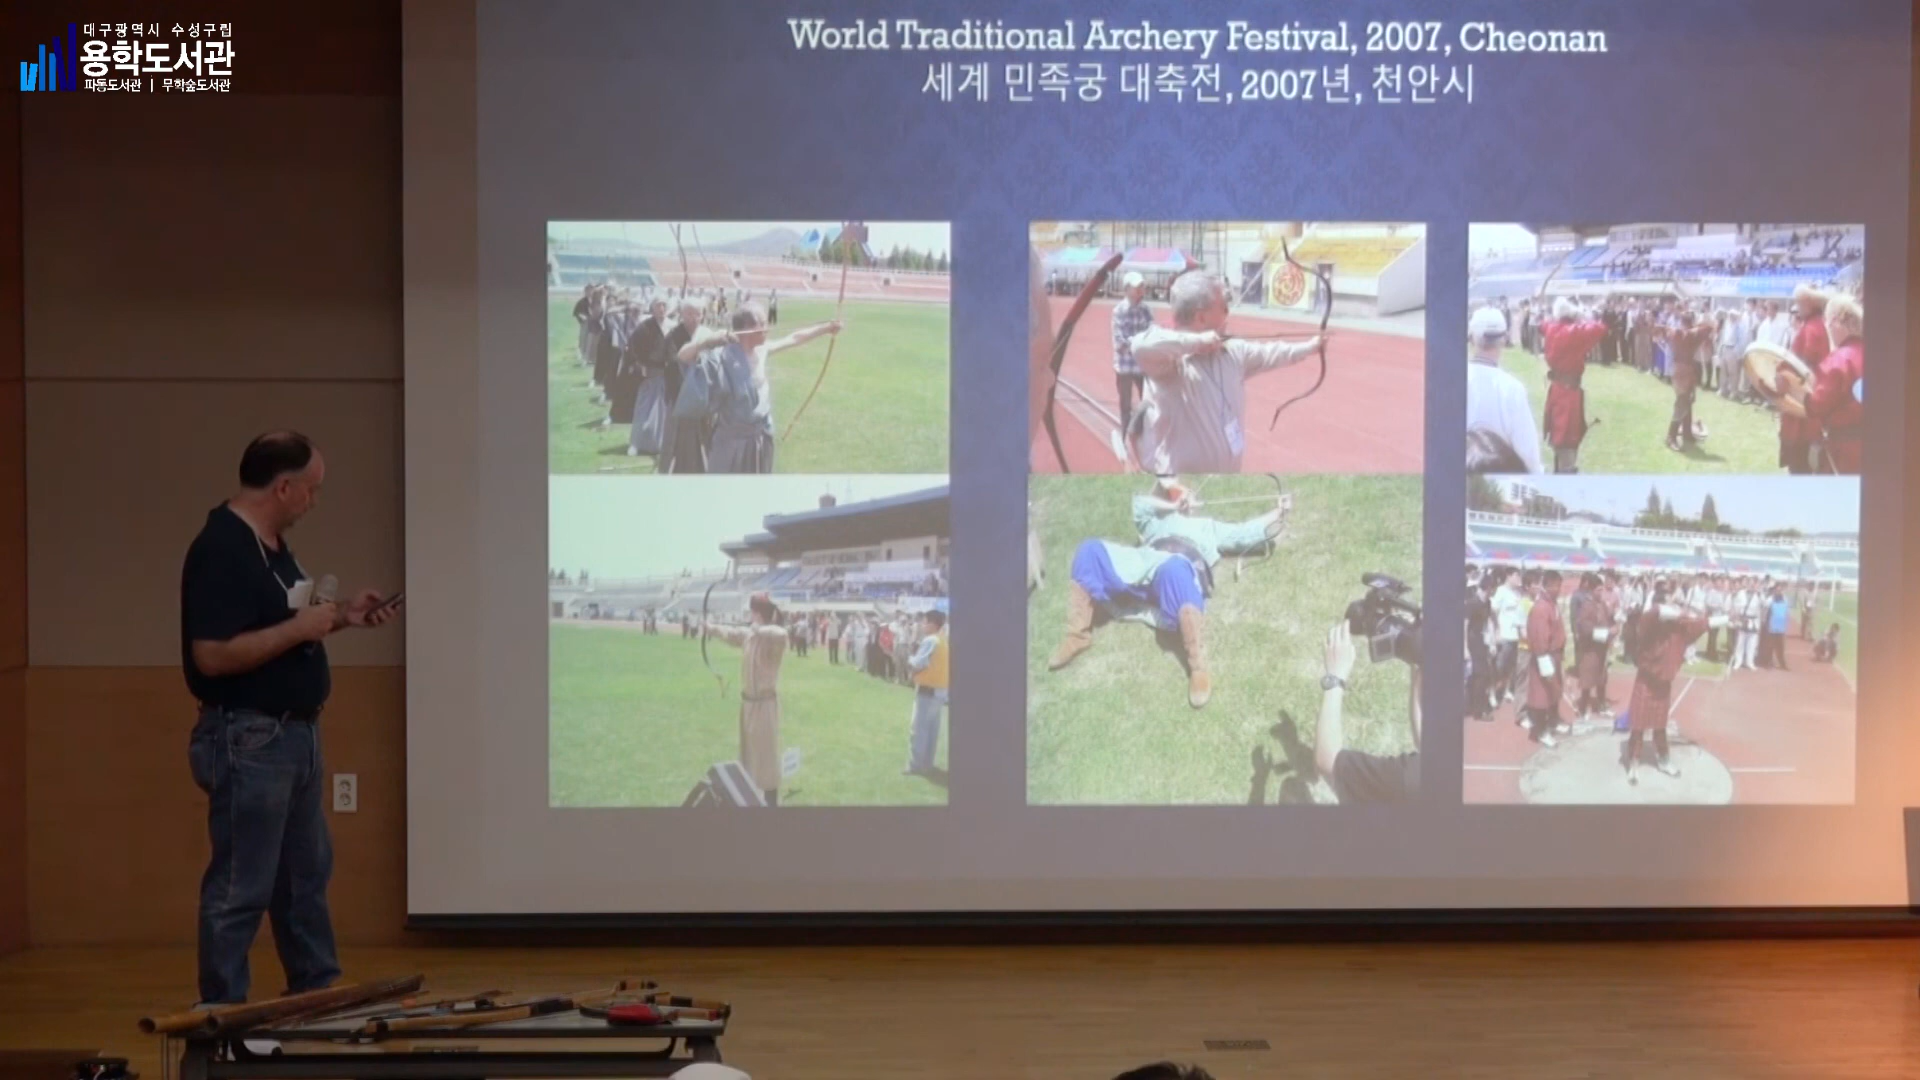 대구광역시 수성구립
용학도서관
파동도서관 | 무학숲도서관
World Traditional Archery Festival, 2007, Cheonan
세계 민족궁 대축전, 2007년, 천안시